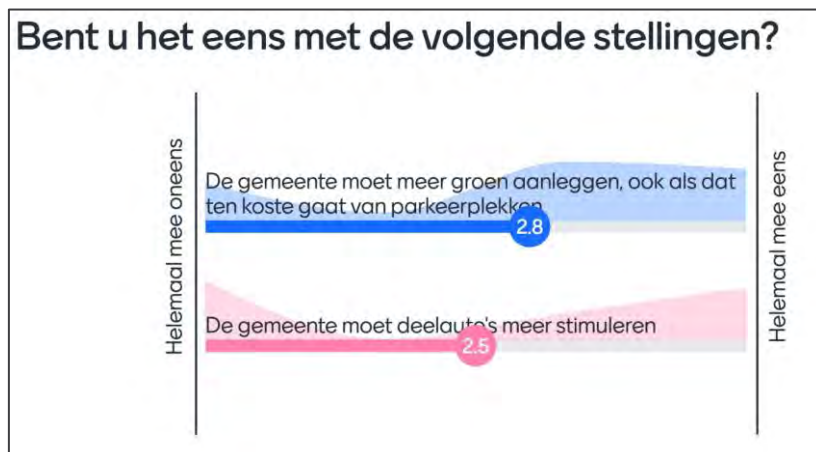 Bent u het eens met de volgende stellingen?
Helemaal mee oneens
De gemeente moet meer groen aanleggen, ook als dat
ten koste gaat van parkeerplekken
2.8
De gemeente moet deelauto's meer stimuleren
2.5
Helemaal mee eens